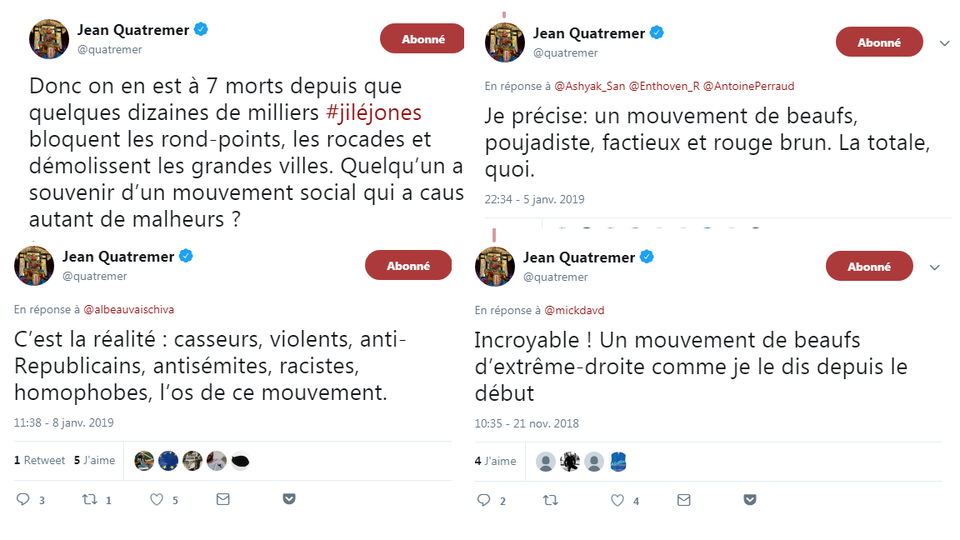 Jean Quatremer
@quatremer
Abonné
Donc on en est à 7 morts depuis que
quelques dizaines de milliers #jiléjones
bloquent les rond-points, les rocades et
démolissent les grandes villes. Quelqu'un a
souvenir d'un mouvement social qui a caus
autant de malheurs ?
Jean Quatremer
@quatremer
Abonné
En réponse à @Ashyak_San @Enthoven_R @AntoinePerraud
Je précise: un mouvement de beaufs,
poujadiste, factieux et rouge brun. La totale,
quoi.
22:34 - 5 janv. 2019
Jean Quatremer
@quatremer
Abonné
En réponse à @albeauvaischiva
C'est la réalité : casseurs, violents, anti-
Republicains, antisémites, racistes,
homophobes, l'os de ce mouvement.
11:38 - 8 janv. 2019
1 Retweet 5 J'aime
3 1 5
Jean Quatremer
@quatremer
Abonné
En réponse à @mickdavd
Incroyable ! Un mouvement de beaufs
d'extrême-droite comme je le dis depuis le
début
10:35 - 21 nov. 2018
4 J'aime
2 4